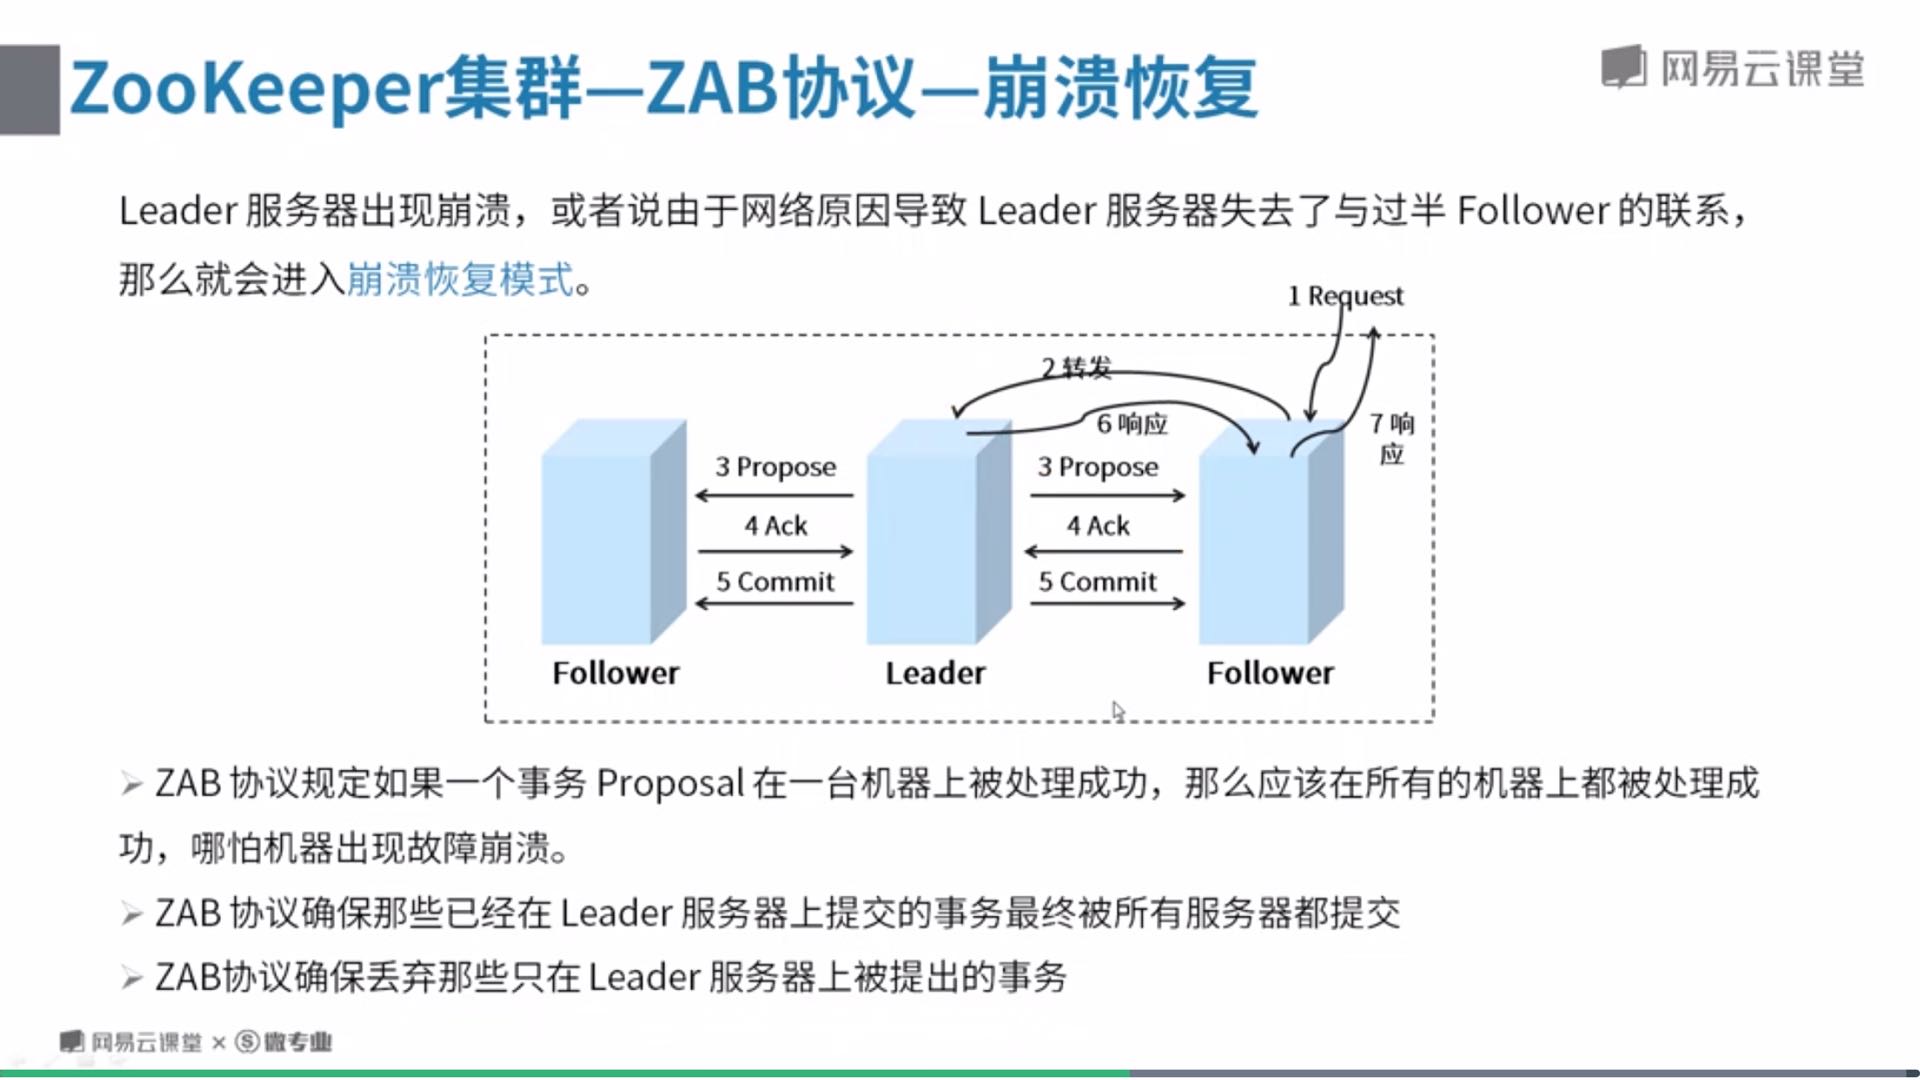 ZooKeeper集群—ZAB协议—崩溃恢复
网易云课堂
Leader 服务器出现崩溃，或者说由于网络原因导致 Leader 服务器失去了与过半 Follower 的联系，
那么就会进入崩溃恢复模式。
1 Request
2 转发
6 响应
7 响
应
3 Propose
3 Propose
4 Ack
4 Ack
5 Commit
5 Commit
Follower
Leader
Follower
➢ ZAB 协议规定如果一个事务 Proposal 在一台机器上被处理成功，那么应该在所有的机器上都被处理成
功，哪怕机器出现故障崩溃。
➢ ZAB 协议确保那些已经在 Leader 服务器上提交的事务最终被所有服务器都提交
➢ ZAB协议确保丢弃那些只在 Leader 服务器上被提出的事务
网易云课堂 × Ⓢ微专业